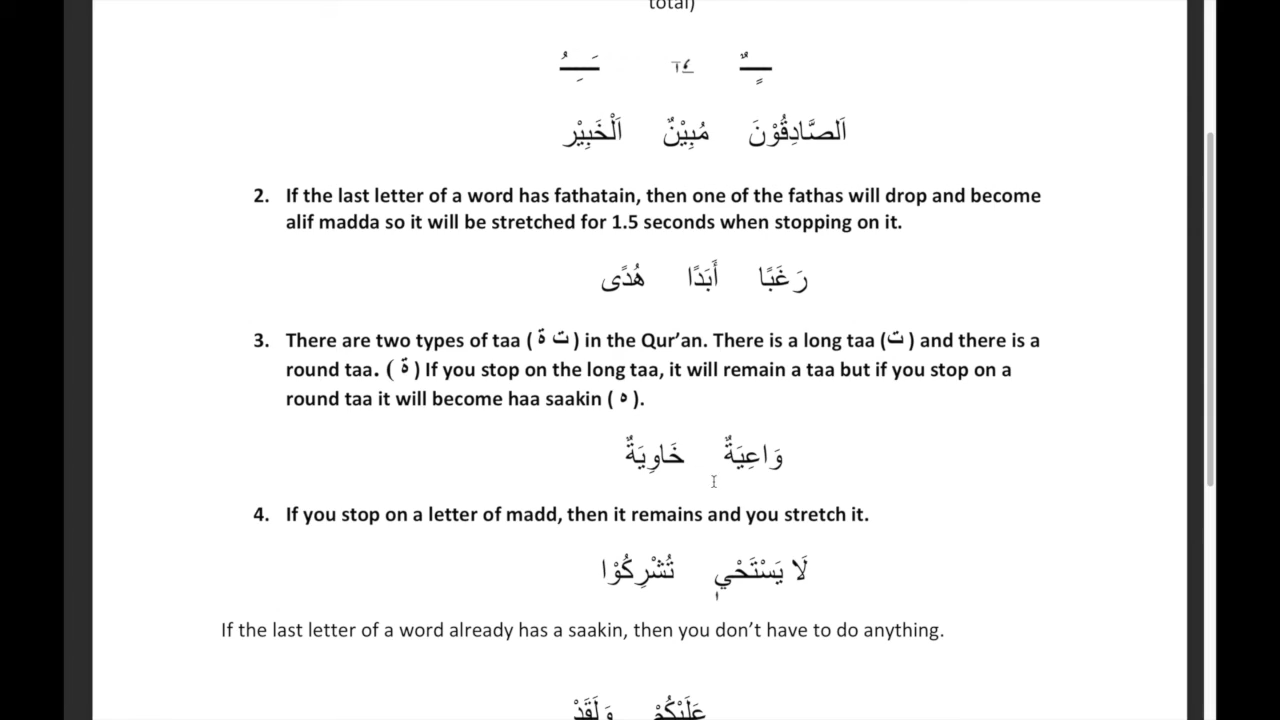 total)
اَلصَّادِقُوْنَ مُبِيْنٌ اَلْخَبِيْر
2. If the last letter of a word has fathatain, then one of the fathas will drop and become
alif madda so it will be stretched for 1.5 seconds when stopping on it.
رَغَبًا أَبَدًا هُدًى
3. There are two types of taa ( ت ة ) in the Qur’an. There is a long taa (ت ) and there is a
round taa. ( ة ) If you stop on the long taa, it will remain a taa but if you stop on a
round taa it will become haa saakin ( ه ).
وَاعِيَةٌ خَاوِيَةٌ
4. If you stop on a letter of madd, then it remains and you stretch it.
لَا يَسْتَحْيٖ تُشْرِكُوْا
If the last letter of a word already has a saakin, then you don’t have to do anything.
عَلَيْكُمْ وَلَقَدْ